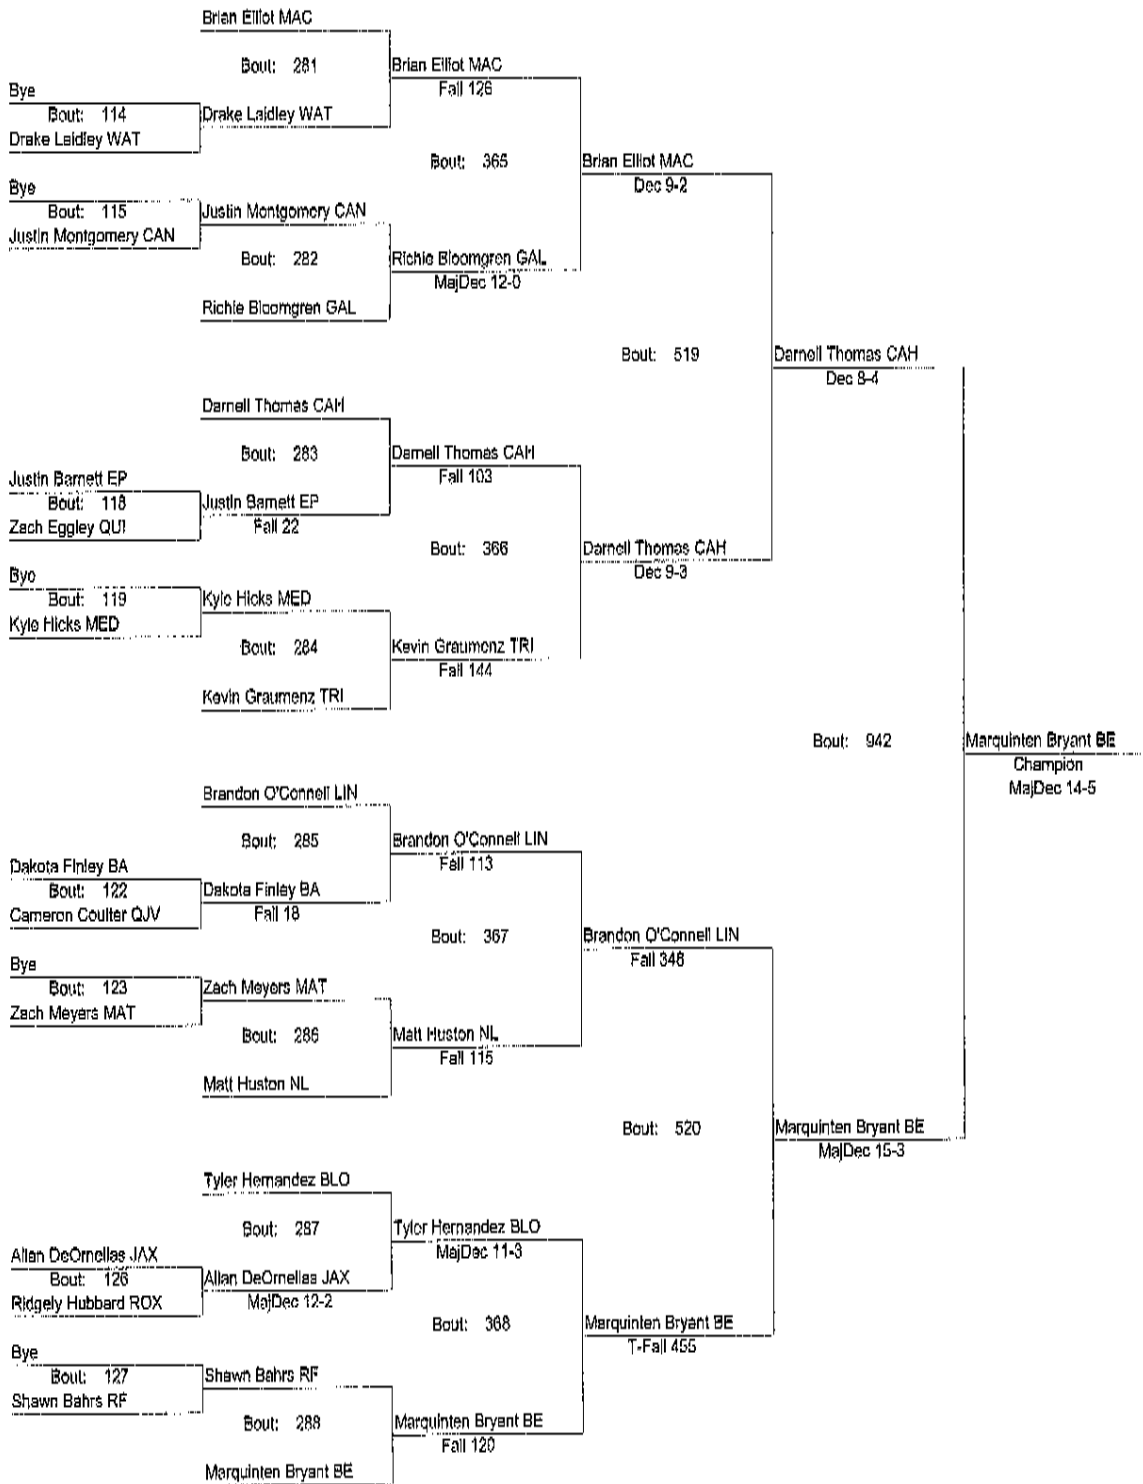 Brian Elliot MAC
Bout: 281
Brian Elliot MAC
Fall 126
Bye
Bout: 114
Drake Laidley WAT
Drake Laidley WAT
Bout: 365
Brian Elliot MAC
Dec 9-2
Bye
Bout: 115
Justin Montgomery CAN
Justin Montgomery CAN
Bout: 282
Richie Bloomgren GAL
MajDec 12-0
Richie Bloomgren GAL
Bout: 519
Darnell Thomas CAH
Dec 8-4
Darnell Thomas CAH
Bout: 283
Darnell Thomas CAH
Fall 103
Justin Barnett EP
Bout: 118
Justin Barnett EP
Zach Eggley QUI
Fall 22
Bout: 366
Darnell Thomas CAH
Dec 9-3
Bye
Bout: 119
Kyle Hicks MED
Kyle Hicks MED
Bout: 284
Kevin Graumenz TRI
Fall 144
Kevin Graumenz TRI
Bout: 942
Marquinten Bryant BE
Champion
MajDec 14-5
Brandon O'Connell LIN
Bout: 285
Brandon O'Connell LIN
Fall 113
Dakota Finley BA
Bout: 122
Dakota Finley BA
Cameron Coulter QJV
Fall 18
Bout: 367
Brandon O'Connell LIN
Fall 348
Bye
Bout: 123
Zach Meyers MAT
Zach Meyers MAT
Bout: 286
Matt Huston NL
Fall 115
Matt Huston NL
Bout: 520
Marquinten Bryant BE
MajDec 15-3
Tyler Hernandez BLO
Bout: 287
Tyler Hernandez BLO
MajDec 11-3
Allan DeOrnellas JAX
Bout: 126
Allan DeOrnellas JAX
Ridgely Hubbard ROX
MajDec 12-2
Bout: 368
Marquinten Bryant BE
T-Fall 455
Bye
Bout: 127
Shawn Bahrs RF
Shawn Bahrs RF
Bout: 288
Marquinten Bryant BE
Fall 120
Marquinten Bryant BE